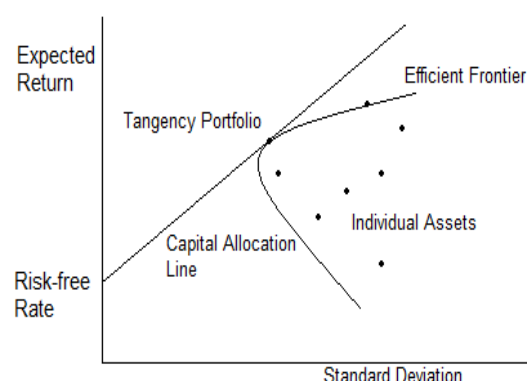 Expected
Return
Efficient Frontier
Tangency Portfolio
Individual Assets
Capital Allocation
Line
Risk-free
Rate
Standard Deviation